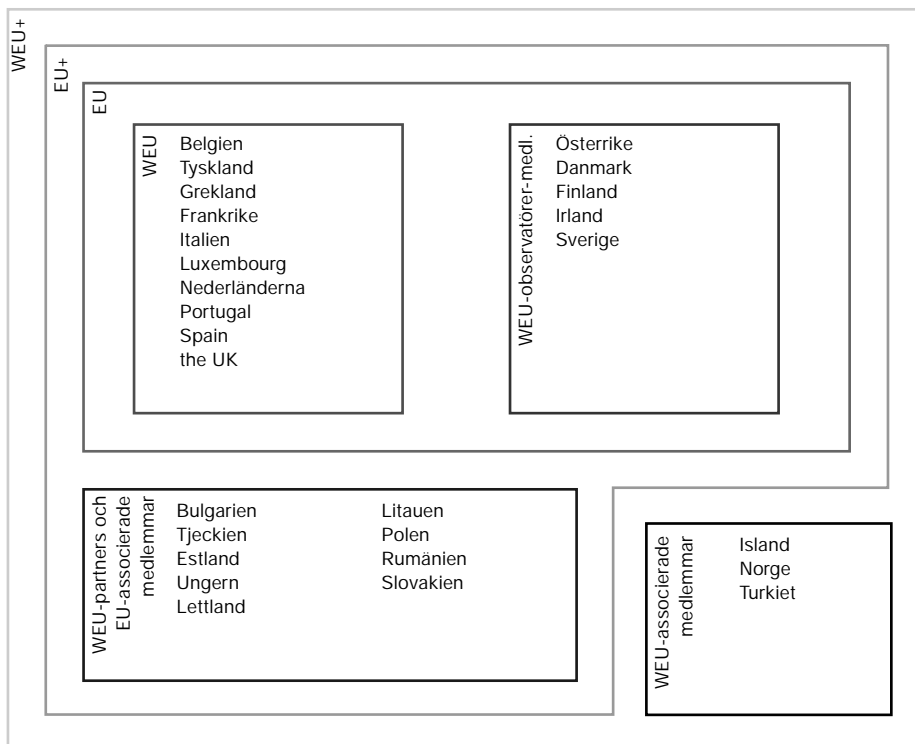 WEU+
EU+
EU
WEU
Belgien
Tyskland
Grekland
Frankrike
Italien
Luxembourg
Nederländerna
Portugal
Spain
the UK
WEU-observatörer-medl.
Österrike
Danmark
Finland
Irland
Sverige
WEU-partners och
EU-associerade
medlemmar
Bulgarien
Tjeckien
Estland
Ungern
Lettland
Litauen
Polen
Rumänien
Slovakien
WEU-associerade
medlemmar
Island
Norge
Turkiet